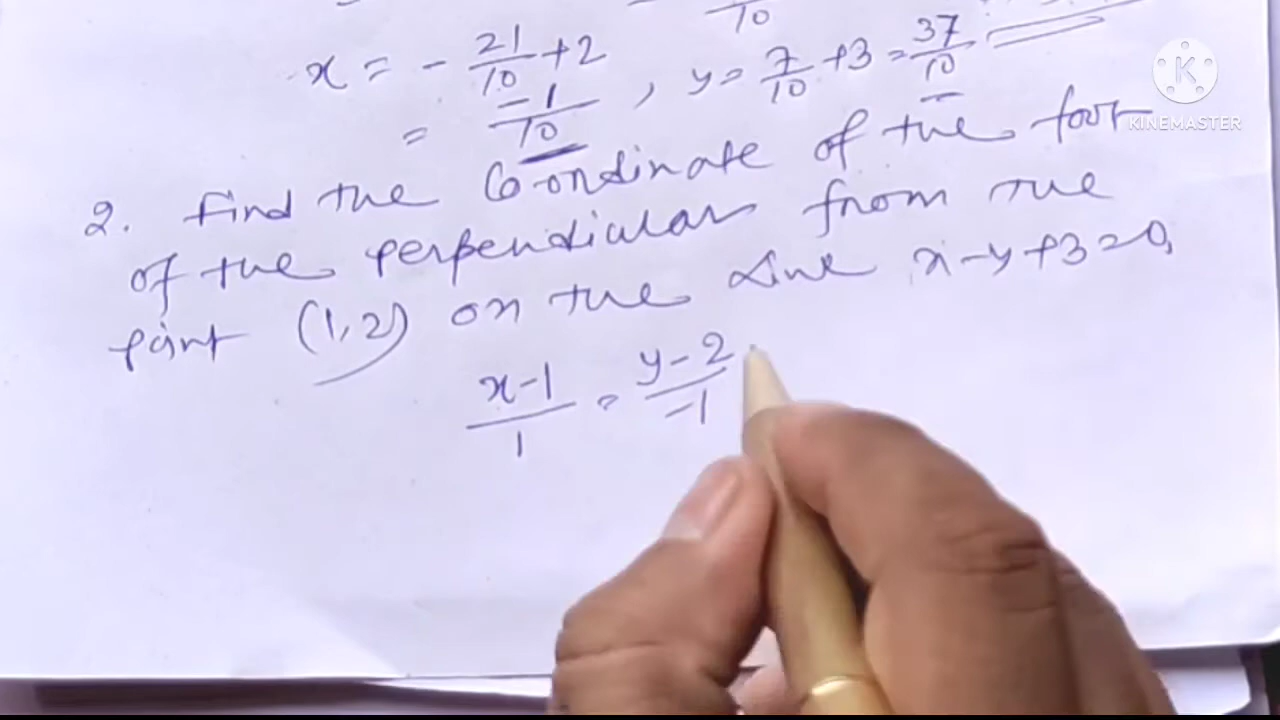 10
x = - 21/10 + 2 , y = 7/10 + 3 = 37/10
= -1/10
KINEMASTER
2. Find the Co-ordinate of the foot
of the perpendicular from the
point (1,2) on the line x-y+3=0,
x-1/1 = y-2/-1